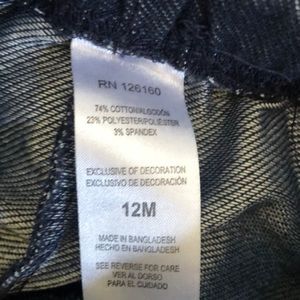 RN 126160
74% COTTON/ALGODÓN
23% POLYESTER/POLIÉSTER
3% SPANDEX
EXCLUSIVE OF DECORATION
EXCLUSIVO DE DECORACIÓN
12M
MADE IN BANGLADESH
HECHO EN BANGLADESH
SEE REVERSE FOR CARE
VER AL DORSO
PARA EL CUIDADO